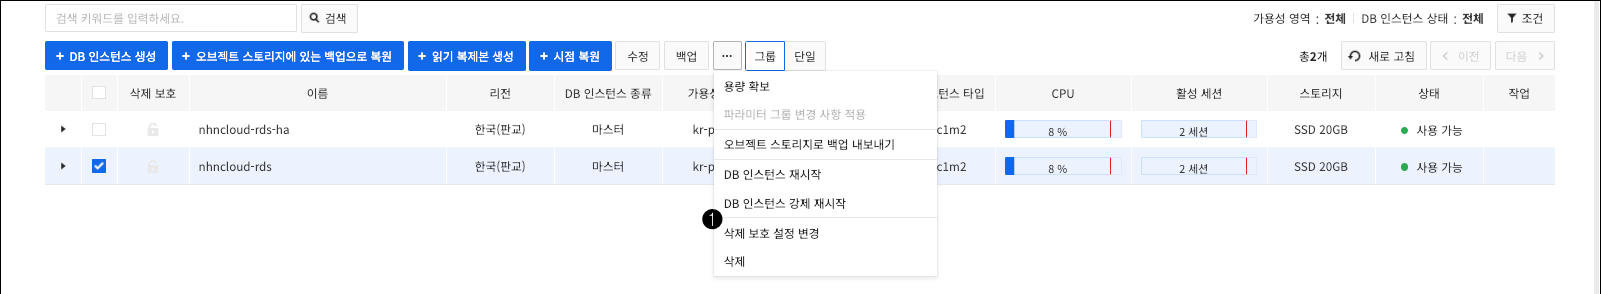 검색 키워드를 입력하세요. 검색 가용성 영역 : 전체 DB 인스턴스 상태 : 전체 조건
+ DB 인스턴스 생성 + 오브젝트 스토리지에 있는 백업으로 복원 + 읽기 복제본 생성 + 시점 복원 수정 백업 ... 그룹 단일 총2개 새로 고침 이전 다음
삭제 보호 이름 리전 DB 인스턴스 종류 가용성 스턴스 타입 CPU 활성 세션 스토리지 상태 작업
nhncloud-rds-ha 한국(판교) 마스터 kr-p c1m2 8 % 2 세션 SSD 20GB 사용 가능
nhncloud-rds 한국(판교) 마스터 kr-p c1m2 8 % 2 세션 SSD 20GB 사용 가능
용량 확보
파라미터 그룹 변경 사항 적용
오브젝트 스토리지로 백업 내보내기
DB 인스턴스 재시작
DB 인스턴스 강제 재시작
1
삭제 보호 설정 변경
삭제